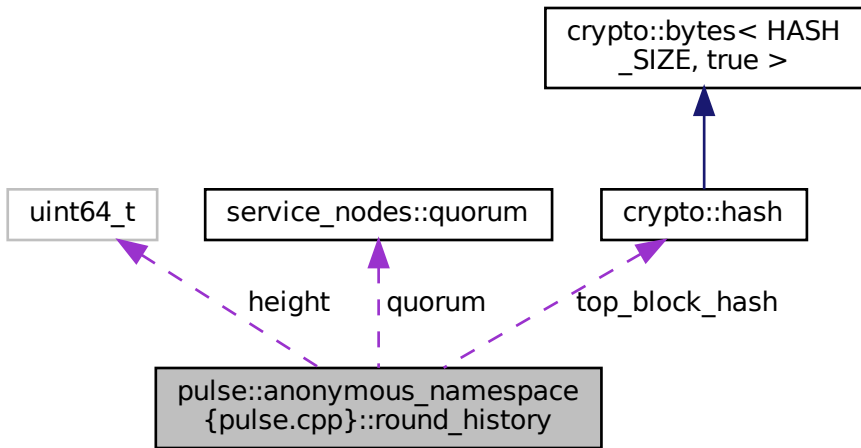 crypto::bytes< HASH
_SIZE, true >
uint64_t
service_nodes::quorum
crypto::hash
height
quorum
top_block_hash
pulse::anonymous_namespace
{pulse.cpp}::round_history